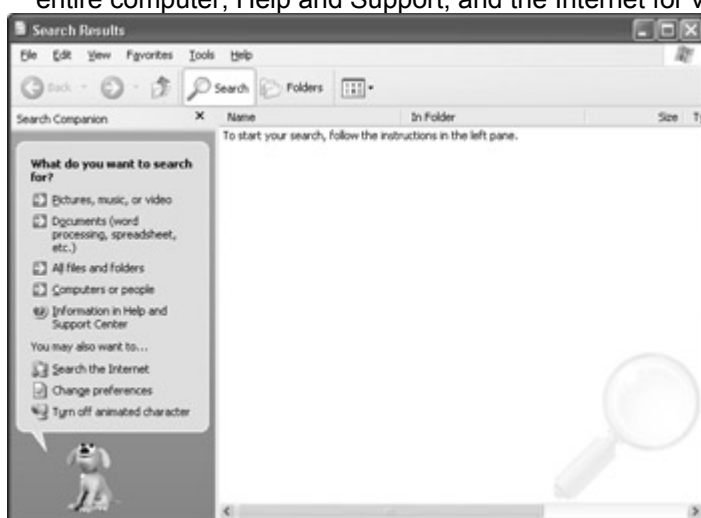 entire computer, Help and Support, and the Internet for v
Search Results
File Edit View Favorites Tools Help
Back Search Folders
Search Companion x Name In Folder Size Ty
To start your search, follow the instructions in the left pane.
What do you want to search
for?
Pictures, music, or video
Documents (word
processing, spreadsheet,
etc.)
All files and folders
Computers or people
Information in Help and
Support Center
You may also want to...
Search the Internet
Change preferences
Turn off animated character